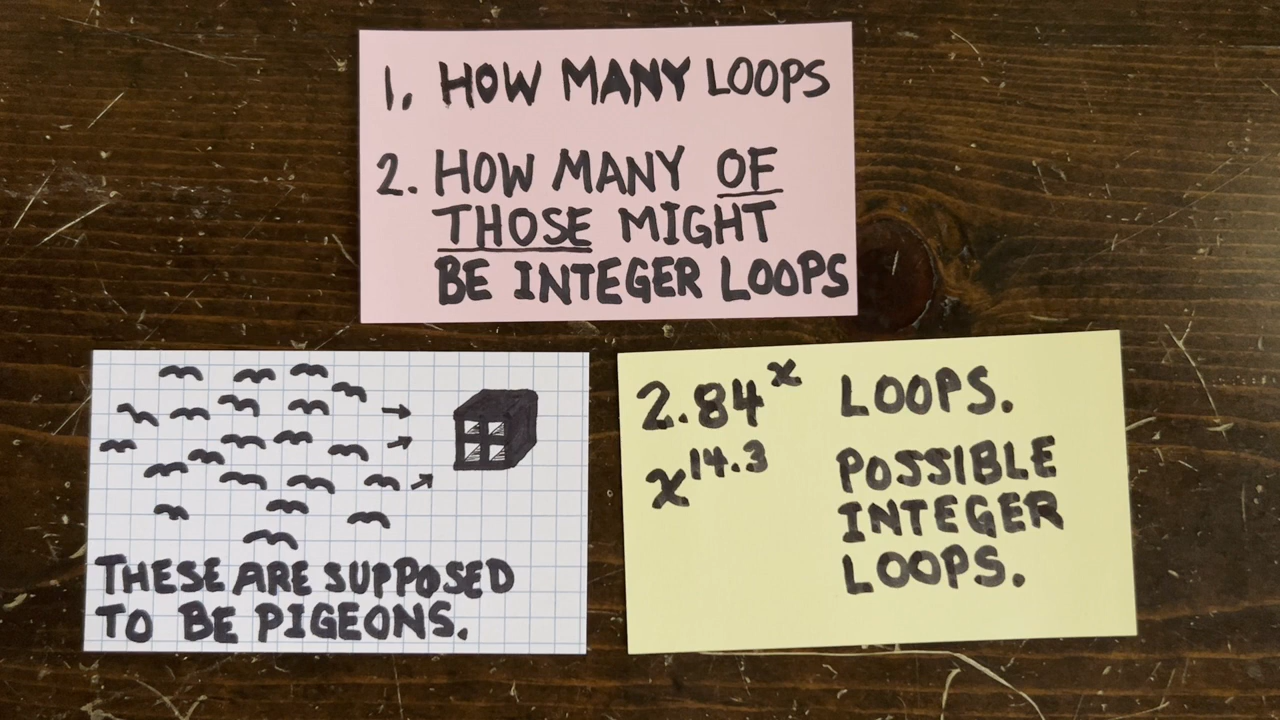 1. HOW MANY LOOPS
2. HOW MANY OF
THOSE MIGHT
BE INTEGER LOOPS
THESE ARE SUPPOSED
TO BE PIGEONS.
2.84^x LOOPS.
x^14.3 POSSIBLE
INTEGER
LOOPS.